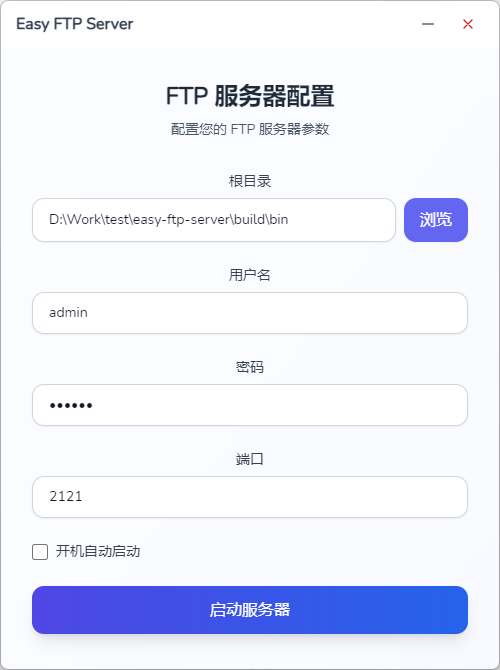 Easy FTP Server
FTP 服务器配置
配置您的 FTP 服务器参数
根目录
D:\Work\test\easy-ftp-server\build\bin
浏览
用户名
admin
密码
••••••
端口
2121
开机自动启动
启动服务器